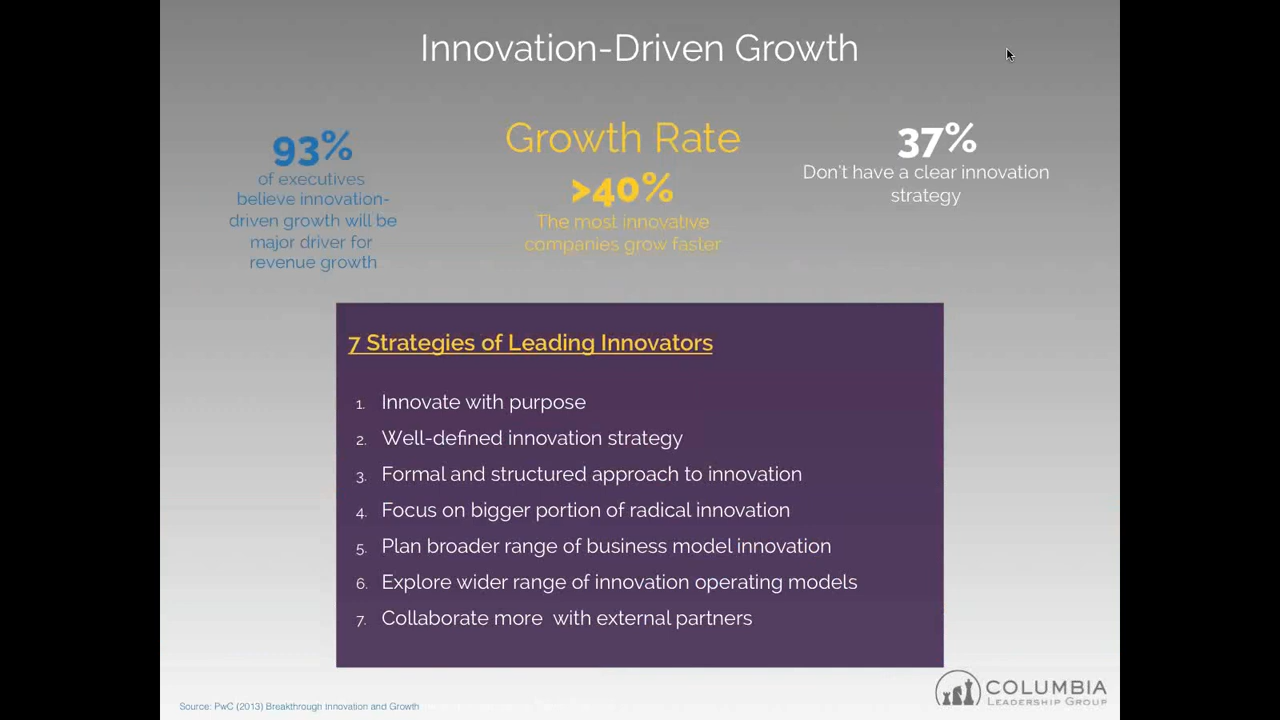 Innovation-Driven Growth
93%
of executives
believe innovation-
driven growth will be
major driver for
revenue growth
Growth Rate
>40%
The most innovative
companies grow faster
37%
Don't have a clear innovation
strategy
7 Strategies of Leading Innovators
1. Innovate with purpose
2. Well-defined innovation strategy
3. Formal and structured approach to innovation
4. Focus on bigger portion of radical innovation
5. Plan broader range of business model innovation
6. Explore wider range of innovation operating models
7. Collaborate more with external partners
Source: PwC (2013) Breakthrough Innovation and Growth
COLUMBIA
LEADERSHIP GROUP